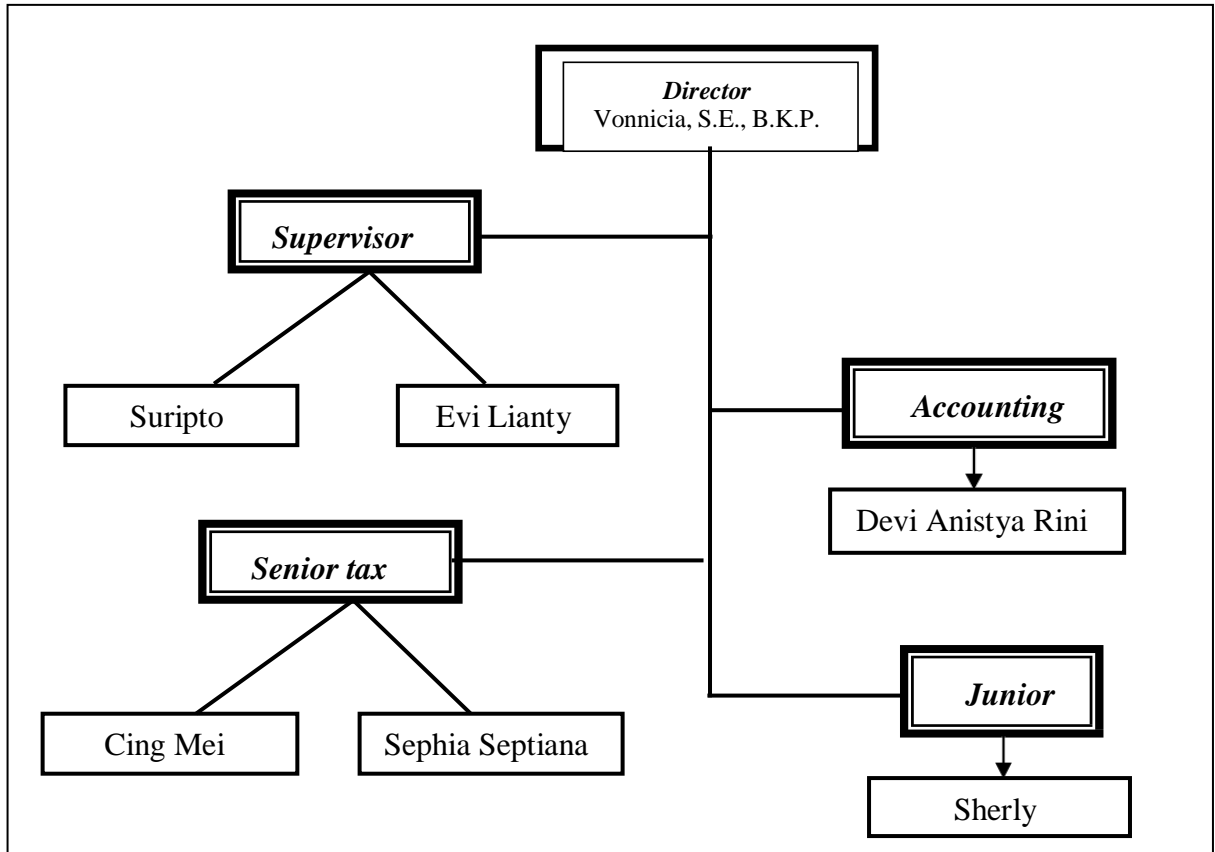 Director
Vonnicia, S.E., B.K.P.
Supervisor
Suripto
Evi Lianty
Accounting
Devi Anistya Rini
Senior tax
Cing Mei
Sephia Septiana
Junior
Sherly